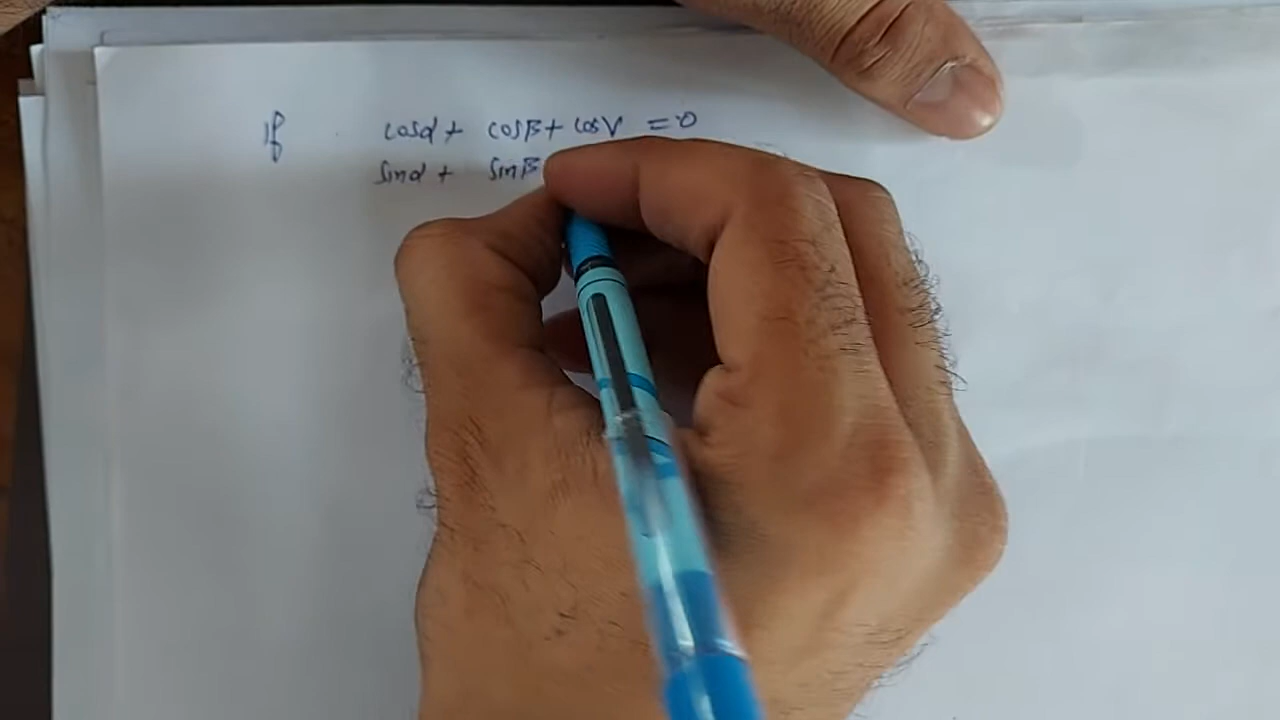 If cosα + cosβ + cosγ = 0
sinα + sinβ